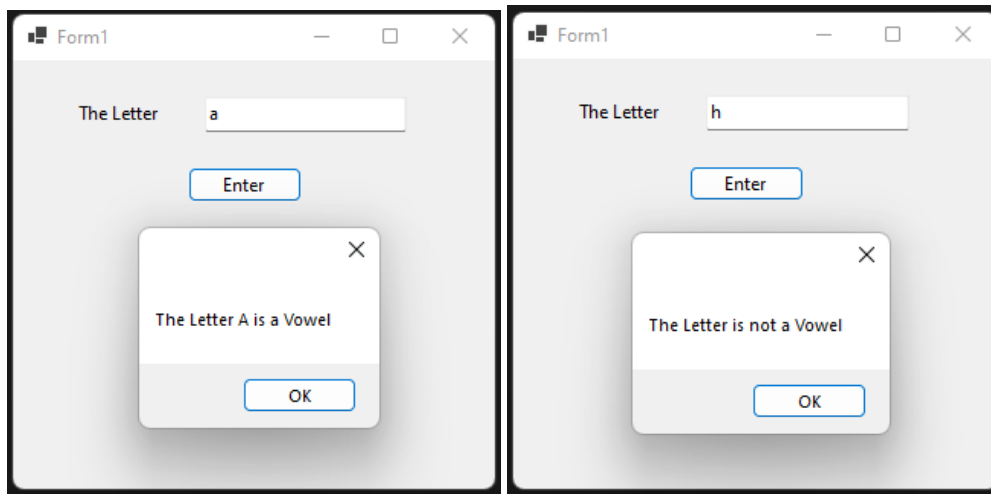 Form1
The Letter a
Enter
The Letter A is a Vowel
OK
Form1
The Letter h
Enter
The Letter is not a Vowel
OK